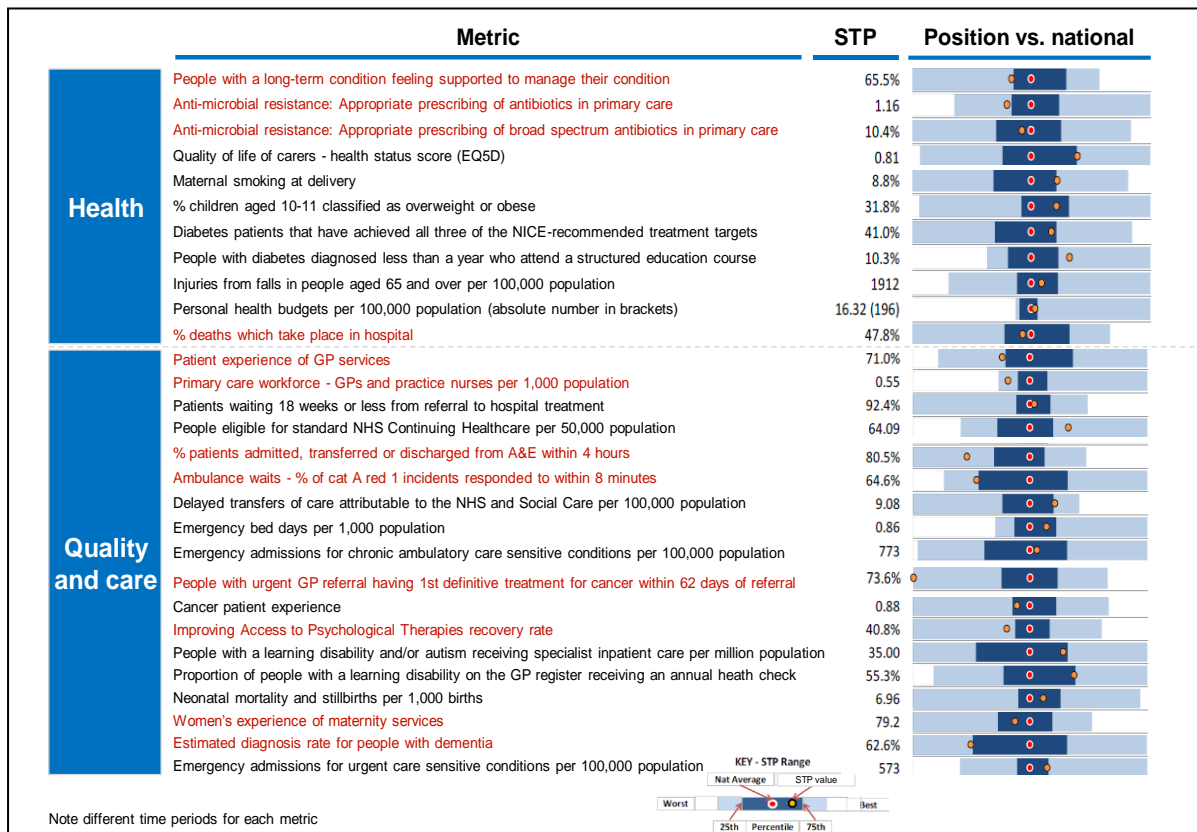 Metric STP Position vs. national
Health
People with a long-term condition feeling supported to manage their condition 65.5%
Anti-microbial resistance: Appropriate prescribing of antibiotics in primary care 1.16
Anti-microbial resistance: Appropriate prescribing of broad spectrum antibiotics in primary care 10.4%
Quality of life of carers - health status score (EQ5D) 0.81
Maternal smoking at delivery 8.8%
% children aged 10-11 classified as overweight or obese 31.8%
Diabetes patients that have achieved all three of the NICE-recommended treatment targets 41.0%
People with diabetes diagnosed less than a year who attend a structured education course 10.3%
Injuries from falls in people aged 65 and over per 100,000 population 1912
Personal health budgets per 100,000 population (absolute number in brackets) 16.32 (196)
% deaths which take place in hospital 47.8%
Quality
and care
Patient experience of GP services 71.0%
Primary care workforce - GPs and practice nurses per 1,000 population 0.55
Patients waiting 18 weeks or less from referral to hospital treatment 92.4%
People eligible for standard NHS Continuing Healthcare per 50,000 population 64.09
% patients admitted, transferred or discharged from A&E within 4 hours 80.5%
Ambulance waits - % of cat A red 1 incidents responded to within 8 minutes 64.6%
Delayed transfers of care attributable to the NHS and Social Care per 100,000 population 9.08
Emergency bed days per 1,000 population 0.86
Emergency admissions for chronic ambulatory care sensitive conditions per 100,000 population 773
People with urgent GP referral having 1st definitive treatment for cancer within 62 days of referral 73.6%
Cancer patient experience 0.88
Improving Access to Psychological Therapies recovery rate 40.8%
People with a learning disability and/or autism receiving specialist inpatient care per million population 35.00
Proportion of people with a learning disability on the GP register receiving an annual heath check 55.3%
Neonatal mortality and stillbirths per 1,000 births 6.96
Women's experience of maternity services 79.2
Estimated diagnosis rate for people with dementia 62.6%
Emergency admissions for urgent care sensitive conditions per 100,000 population 573
KEY - STP Range
Nat Average STP value
Worst Best
25th Percentile 75th
Note different time periods for each metric